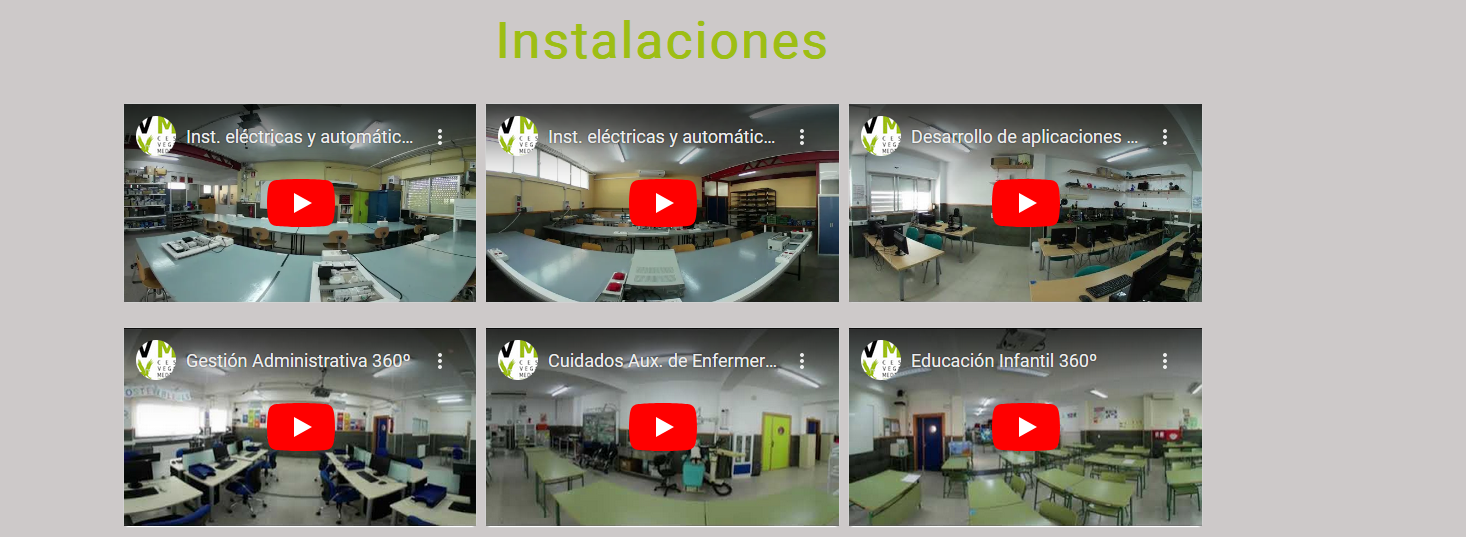 Instalaciones
Inst. eléctricas y automátic...
Inst. eléctricas y automátic...
Desarrollo de aplicaciones ...
Gestión Administrativa 360º
Cuidados Aux. de Enfermer...
Educación Infantil 360º